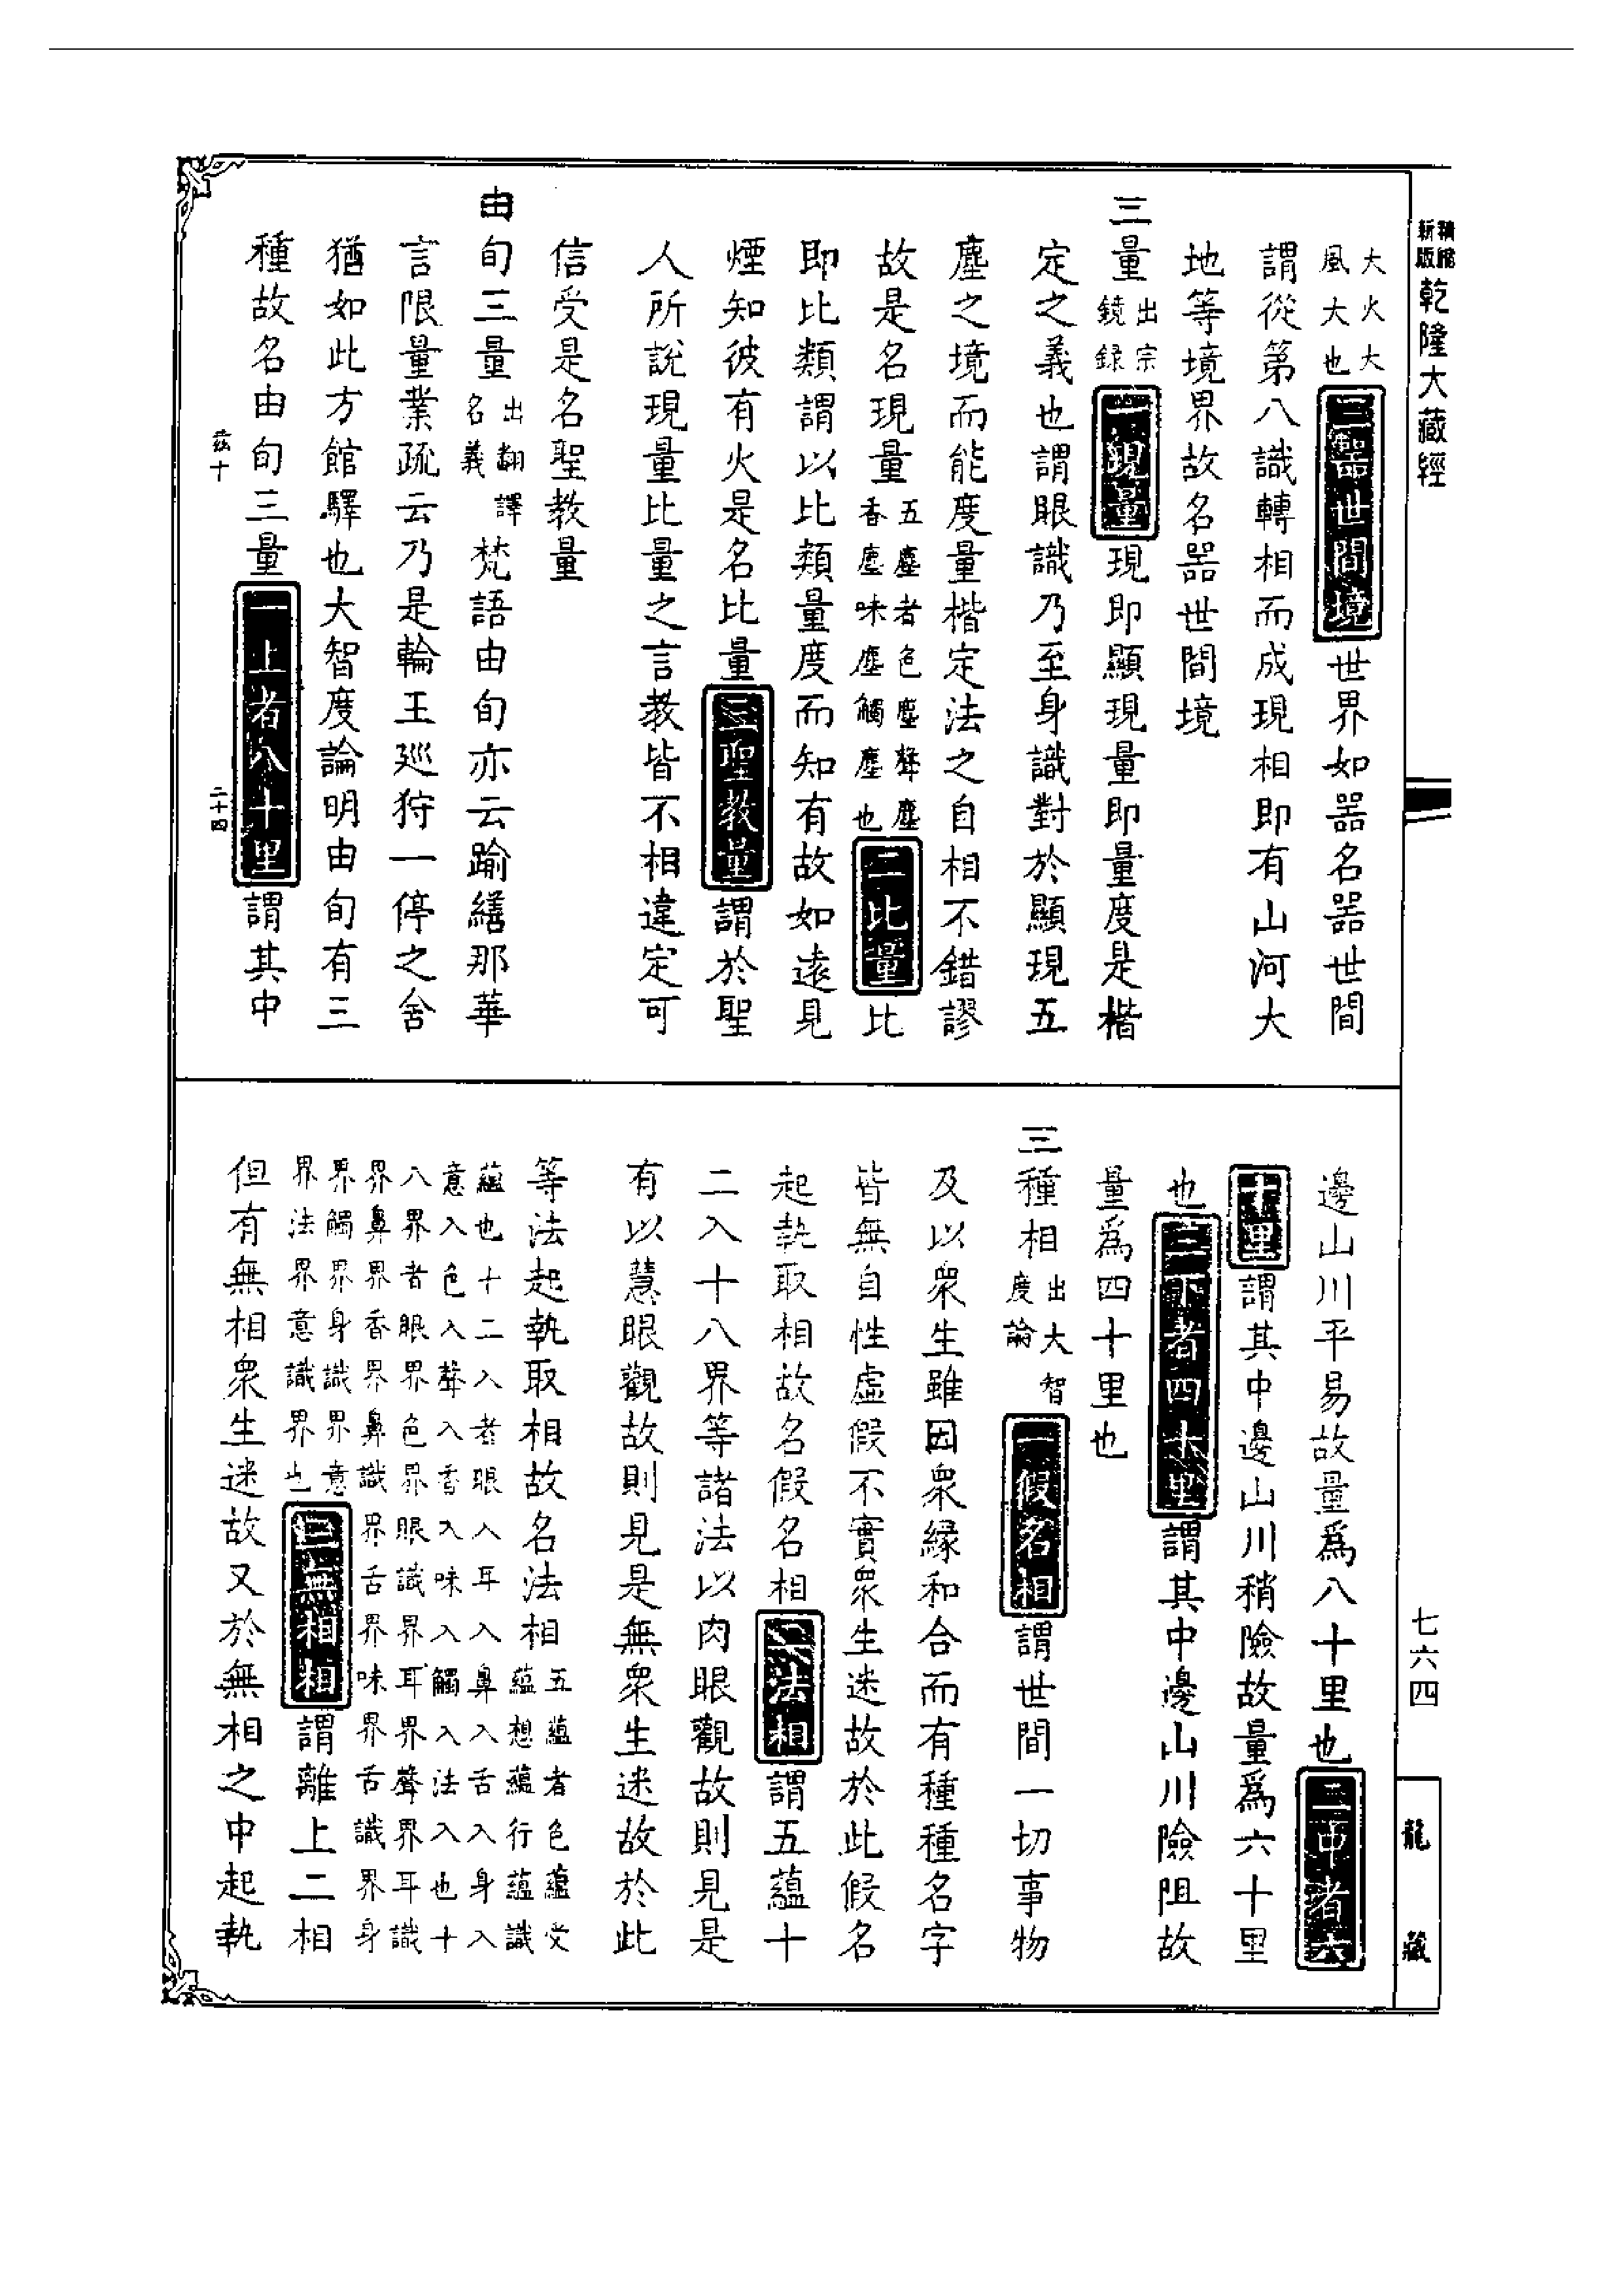 精縮新版乾隆大藏經
大火大風大也三器世間境世界如器名器世間
謂從第八識轉相而成現相即有山河大
地等境界故名器世間境
三量出宗鏡録一現量現即顯現量即量度是楷
定之義也謂眼識乃至身識對於顯現五
塵之境而能度量楷定法之自相不錯謬
故是名現量五塵者色塵聲塵香塵味塵觸塵也二比量比
即比類謂以比類量度而知有故如遠見
煙知彼有火是名比量三聖教量謂於聖
人所說現量比量之言教皆不相違定可
信受是名聖教量
由旬三量出翻譯名義梵語由旬亦云踰繕那華
言限量業疏云乃是輪王廵狩一停之舍
猶如此方館驛也大智度論明由旬有三
種故名由旬三量一上者八十里謂其中
茲十 二十四
邊山川平易故量爲八十里也二中者六
十里謂其中邊山川稍險故量爲六十里
也三下者四十里謂其中邊山川險阻故
量爲四十里也
三種相出大智度論一假名相謂世間一切事物
及以衆生雖因衆緣和合而有種種名字
皆無自性虛假不實衆生迷故於此假名
起執取相故名假名相二法相謂五蘊十
二入十八界等諸法以肉眼觀故則見是
有以慧眼觀故則見是無衆生迷故於此
等法起執取相故名法相五蘊者色蘊受蘊想蘊行蘊識
蘊也十二入者眼入耳入鼻入舌入身入意入色入聲入香入味入觸入法入也十
八界者眼界色界眼識界耳界聲界耳識界鼻界香界鼻識界舌界味界舌識界身
界觸界身識界意界法界意識界也三無相相謂離上二相
但有無相衆生迷故又於無相之中起執
七六四
龍藏